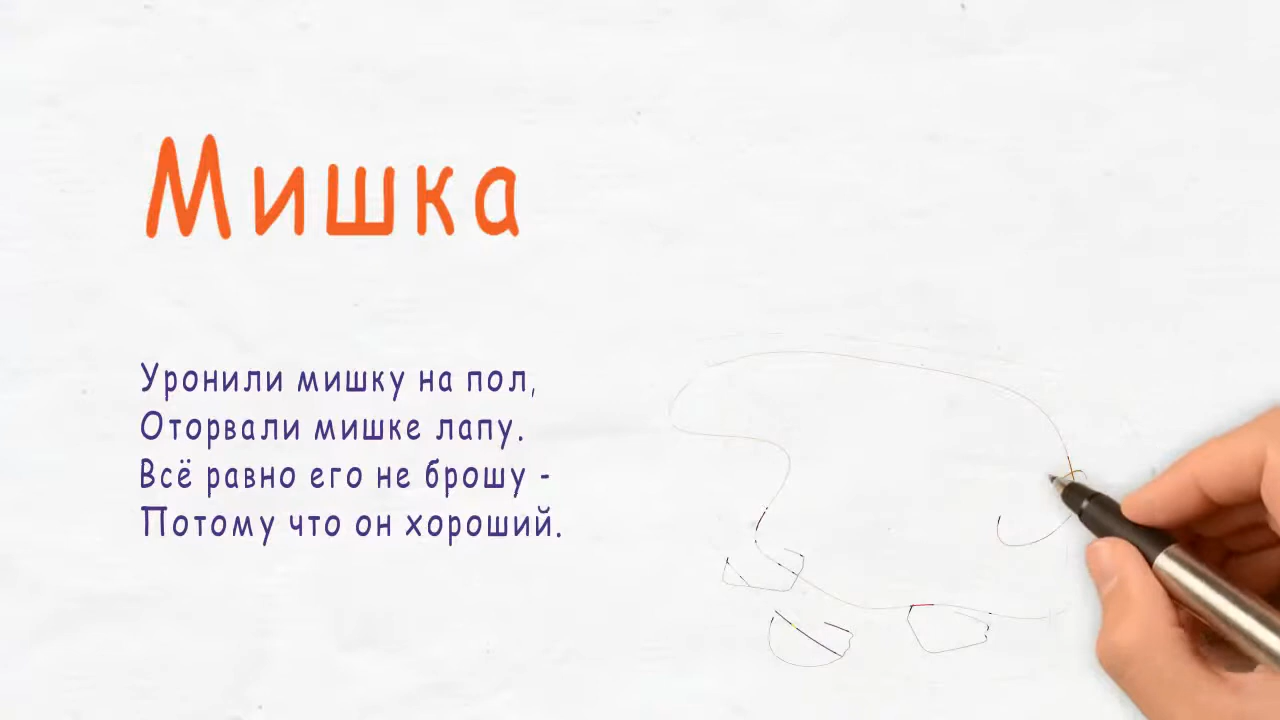 Мишка
Уронили мишку на пол,
Оторвали мишке лапу.
Всё равно его не брошу -
Потому что он хороший.